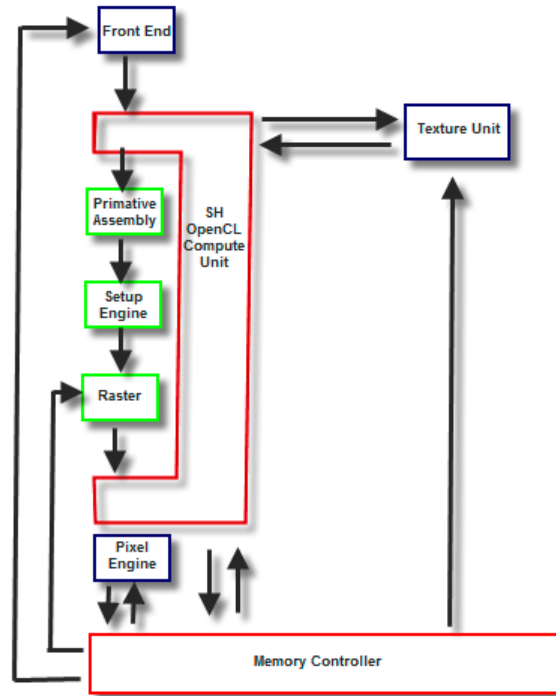 Front End
Texture Unit
Primative
Assembly
SH
OpenCL
Compute
Unit
Setup
Engine
Raster
Pixel
Engine
Memory Controller